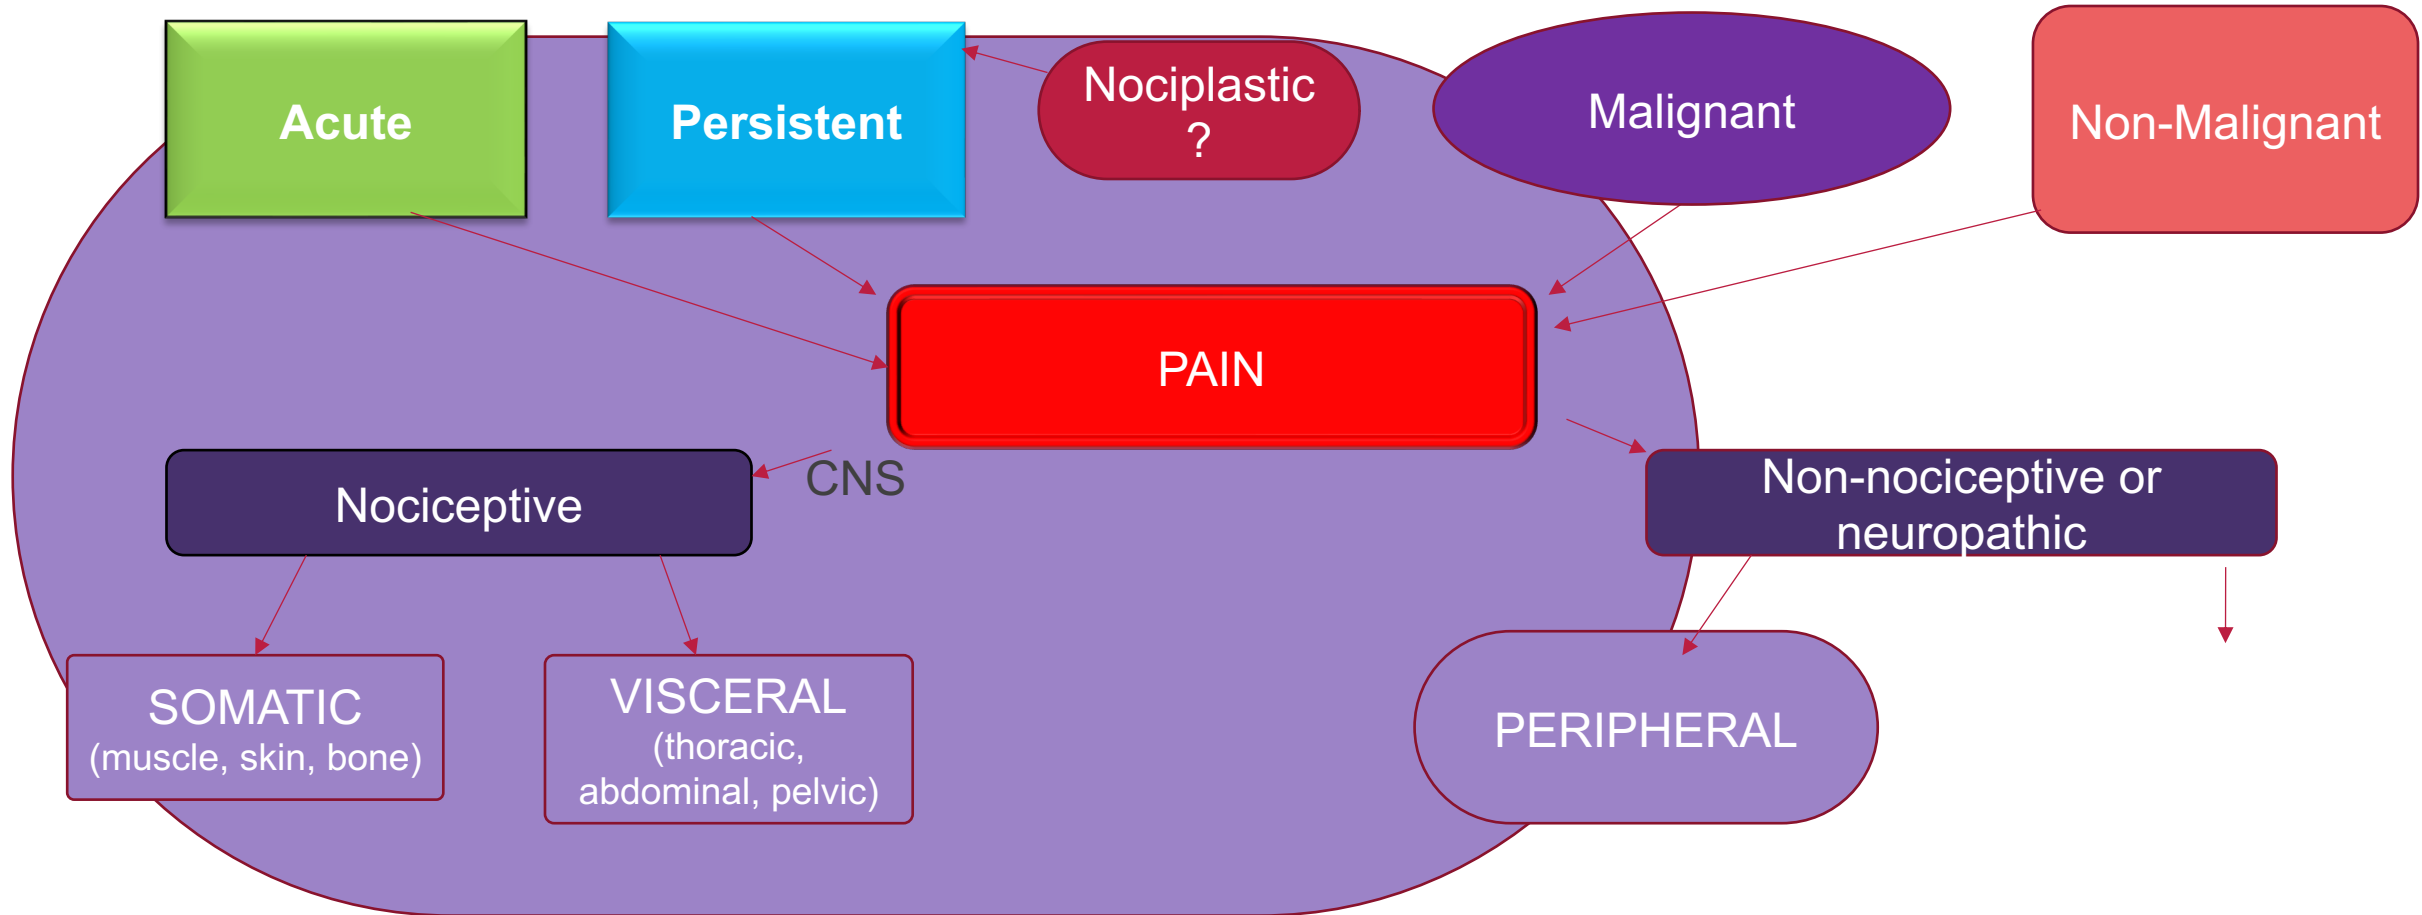 Acute
Persistent
Nociplastic
?
Malignant
Non-Malignant
PAIN
CNS
Nociceptive
Non-nociceptive or
neuropathic
SOMATIC
(muscle, skin, bone)
VISCERAL
(thoracic,
abdominal, pelvic)
PERIPHERAL